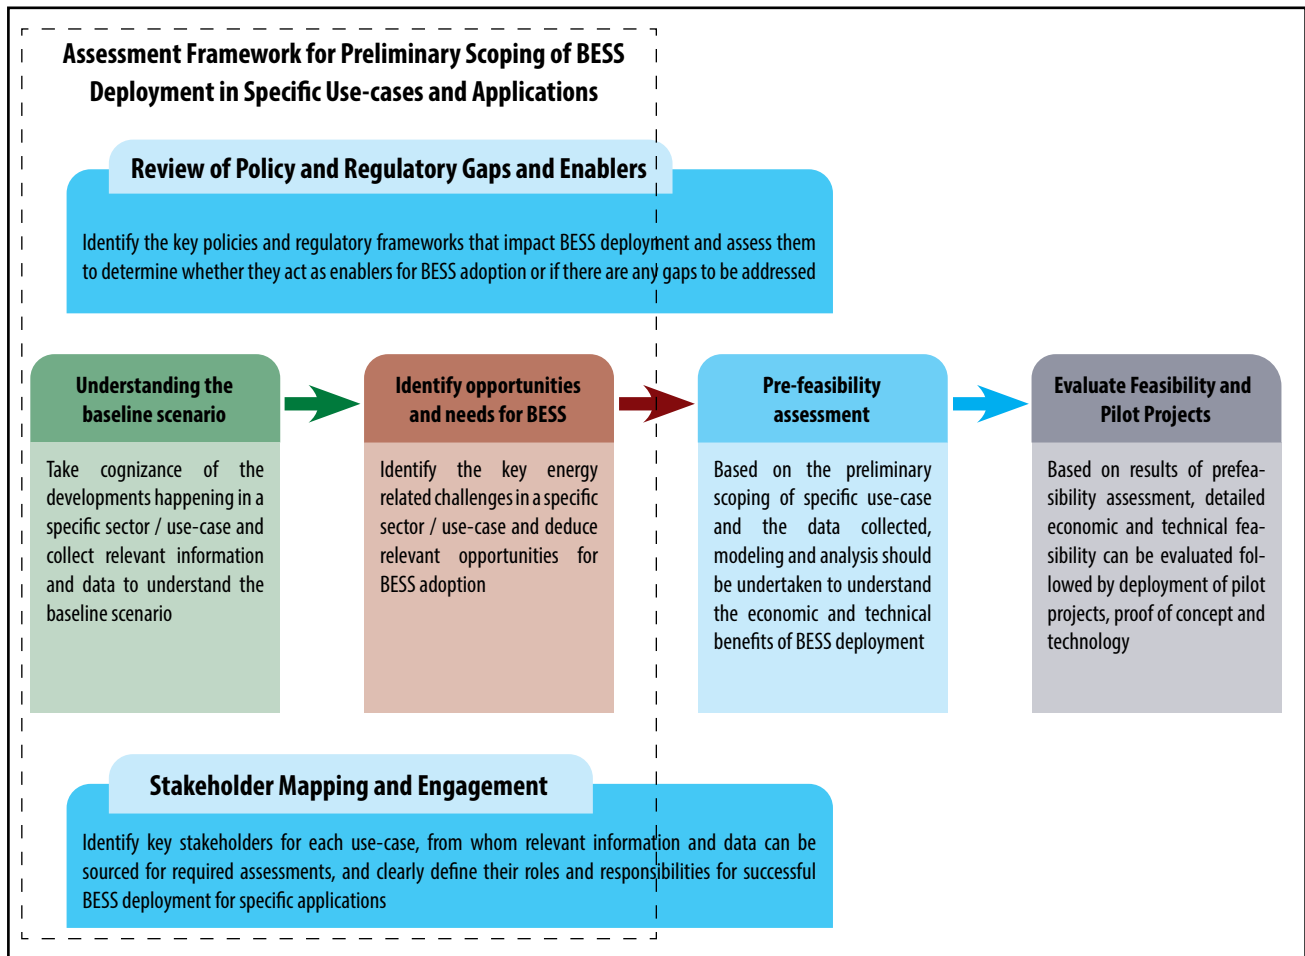 Assessment Framework for Preliminary Scoping of BESS
Deployment in Specific Use-cases and Applications
Review of Policy and Regulatory Gaps and Enablers
Identify the key policies and regulatory frameworks that impact BESS deployment and assess them
to determine whether they act as enablers for BESS adoption or if there are any gaps to be addressed
Understanding the
baseline scenario
Take cognizance of the
developments happening in a
specific sector / use-case and
collect relevant information
and data to understand the
baseline scenario
Identify opportunities
and needs for BESS
Identify the key energy
related challenges in a specific
sector / use-case and deduce
relevant opportunities for
BESS adoption
Pre-feasibility
assessment
Based on the preliminary
scoping of specific use-case
and the data collected,
modeling and analysis should
be undertaken to understand
the economic and technical
benefits of BESS deployment
Evaluate Feasibility and
Pilot Projects
Based on results of prefea-
sibility assessment, detailed
economic and technical fea-
sibility can be evaluated fol-
lowed by deployment of pilot
projects, proof of concept and
technology
Stakeholder Mapping and Engagement
Identify key stakeholders for each use-case, from whom relevant information and data can be
sourced for required assessments, and clearly define their roles and responsibilities for successful
BESS deployment for specific applications